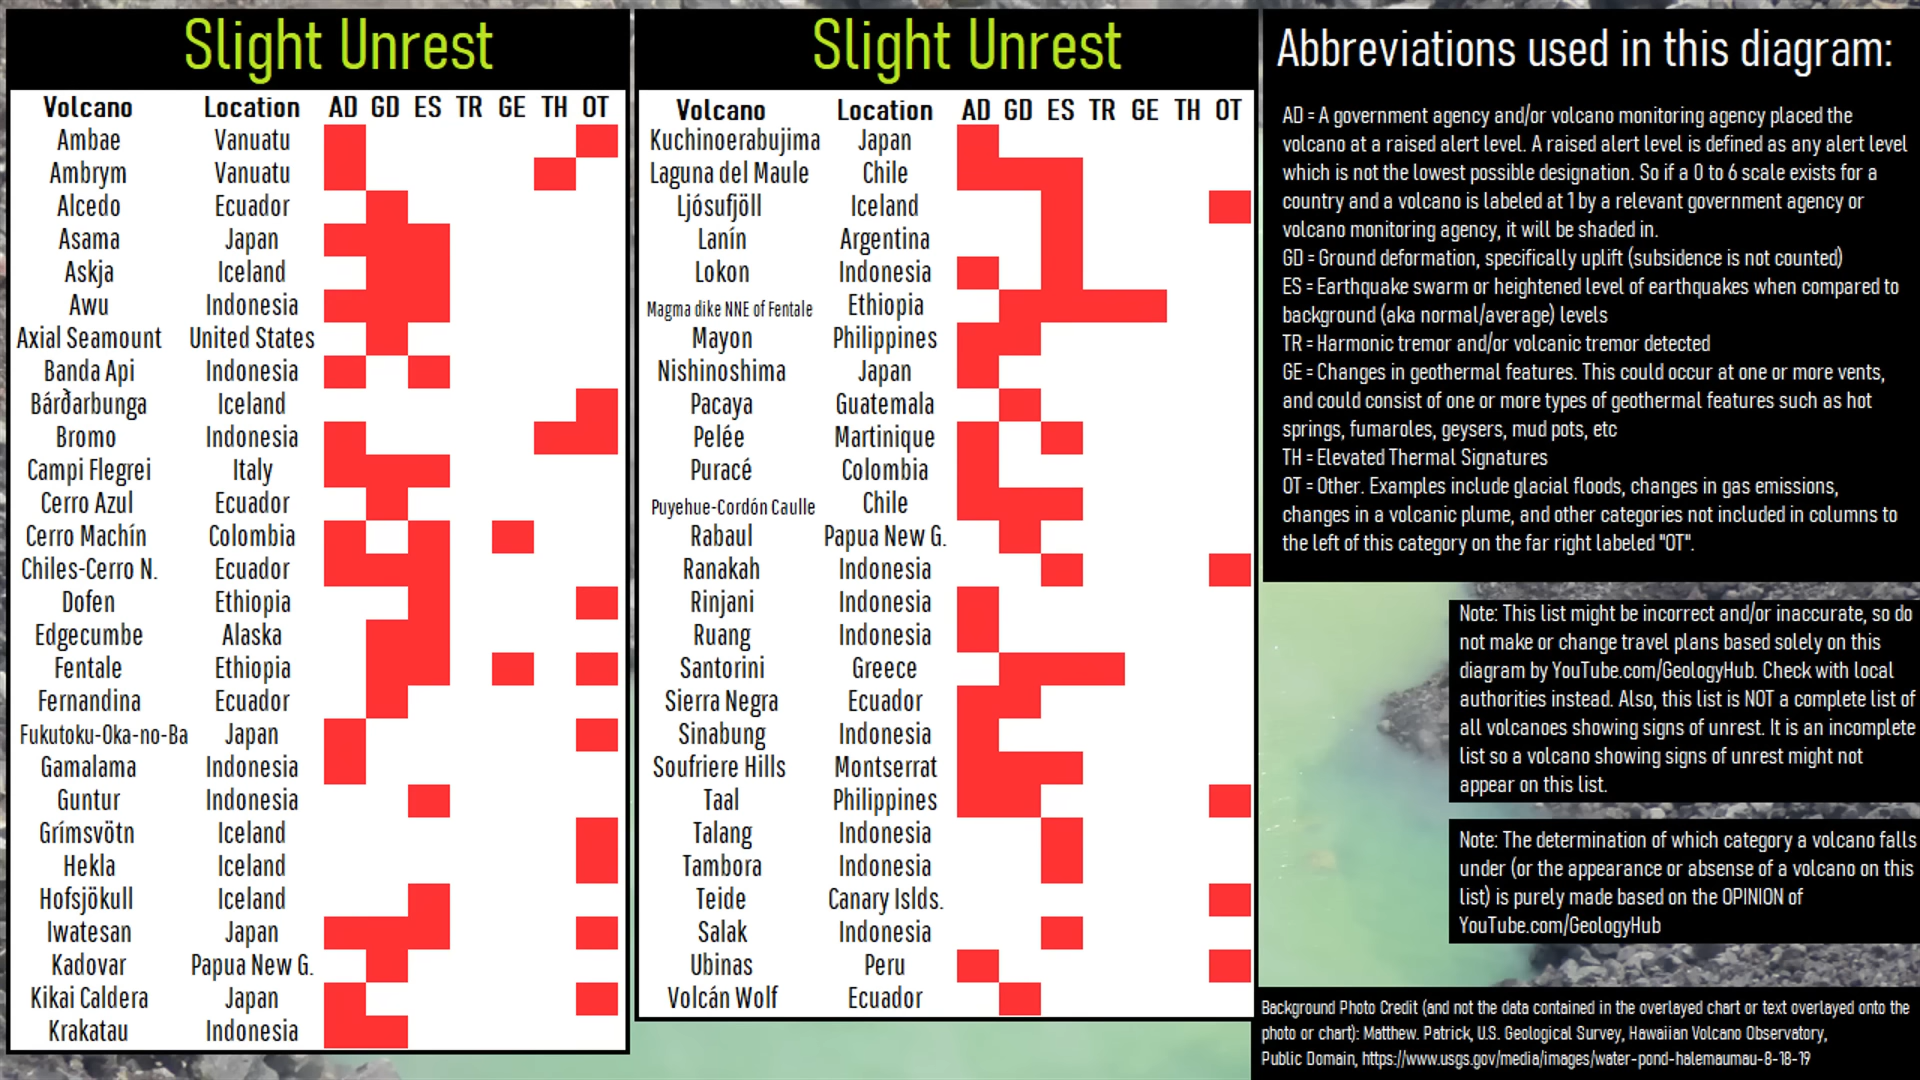 Slight Unrest
Volcano Location AD GD ES TR GE TH OT
Ambae Vanuatu
Ambrym Vanuatu
Alcedo Ecuador
Asama Japan
Askja Iceland
Awu Indonesia
Axial Seamount United States
Banda Api Indonesia
Bárðarbunga Iceland
Bromo Indonesia
Campi Flegrei Italy
Cerro Azul Ecuador
Cerro Machín Colombia
Chiles-Cerro N. Ecuador
Dofen Ethiopia
Edgecumbe Alaska
Fentale Ethiopia
Fernandina Ecuador
Fukutoku-Oka-no-Ba Japan
Gamalama Indonesia
Guntur Indonesia
Grímsvötn Iceland
Hekla Iceland
Hofsjökull Iceland
Iwatesan Japan
Kadovar Papua New G.
Kikai Caldera Japan
Krakatau Indonesia
Slight Unrest
Volcano Location AD GD ES TR GE TH OT
Kuchinoerabujima Japan
Laguna del Maule Chile
Ljósufjöll Iceland
Lanín Argentina
Lokon Indonesia
Magma dike NNE of Fentale Ethiopia
Mayon Philippines
Nishinoshima Japan
Pacaya Guatemala
Pelée Martinique
Puracé Colombia
Puyehue-Cordón Caulle Chile
Rabaul Papua New G.
Ranakah Indonesia
Rinjani Indonesia
Ruang Indonesia
Santorini Greece
Sierra Negra Ecuador
Sinabung Indonesia
Soufriere Hills Montserrat
Taal Philippines
Talang Indonesia
Tambora Indonesia
Teide Canary Islds.
Salak Indonesia
Ubinas Peru
Volcán Wolf Ecuador
Abbreviations used in this diagram:
AD = A government agency and/or volcano monitoring agency placed the
volcano at a raised alert level. A raised alert level is defined as any alert level
which is not the lowest possible designation. So if a 0 to 6 scale exists for a
country and a volcano is labeled at 1 by a relevant government agency or
volcano monitoring agency, it will be shaded in.
GD = Ground deformation, specifically uplift (subsidence is not counted)
ES = Earthquake swarm or heightened level of earthquakes when compared to
background (aka normal/average) levels
TR = Harmonic tremor and/or volcanic tremor detected
GE = Changes in geothermal features. This could occur at one or more vents,
and could consist of one or more types of geothermal features such as hot
springs, fumaroles, geysers, mud pots, etc
TH = Elevated Thermal Signatures
OT = Other. Examples include glacial floods, changes in gas emissions,
changes in a volcanic plume, and other categories not included in columns to
the left of this category on the far right labeled "OT".
Note: This list might be incorrect and/or inaccurate, so do
not make or change travel plans based solely on this
diagram by YouTube.com/GeologyHub. Check with local
authorities instead. Also, this list is NOT a complete list of
all volcanoes showing signs of unrest. It is an incomplete
list so a volcano showing signs of unrest might not
appear on this list.
Note: The determination of which category a volcano falls
under (or the appearance or absense of a volcano on this
list) is purely made based on the OPINION of
YouTube.com/GeologyHub
Background Photo Credit (and not the data contained in the overlayed chart or text overlayed onto the
photo or chart): Matthew. Patrick, U.S. Geological Survey, Hawaiian Volcano Observatory,
Public Domain, https://www.usgs.gov/media/images/water-pond-halemaumau-8-18-19